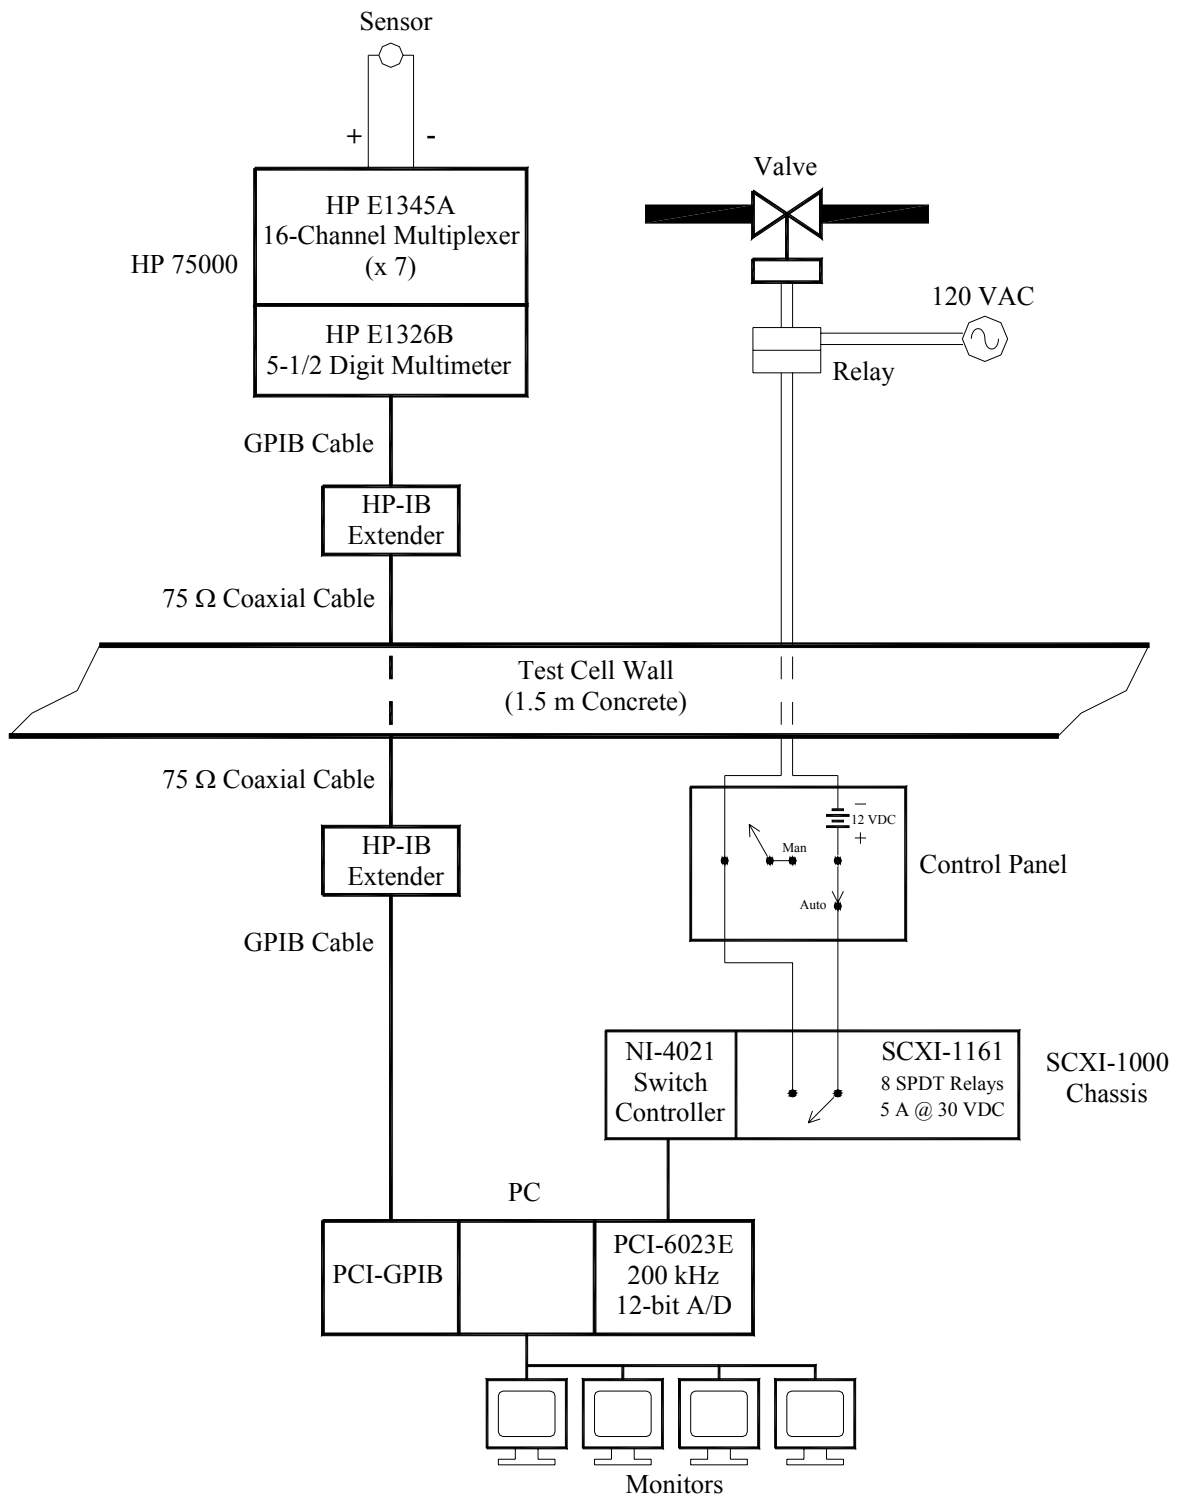 Sensor
+ -
HP E1345A
16-Channel Multiplexer
(x 7)
HP 75000
HP E1326B
5-1/2 Digit Multimeter
Valve
120 VAC
Relay
GPIB Cable
HP-IB
Extender
75 Ω Coaxial Cable
Test Cell Wall
(1.5 m Concrete)
75 Ω Coaxial Cable
HP-IB
Extender
GPIB Cable
−
12 VDC
+
Man
Auto
Control Panel
NI-4021
Switch
Controller
SCXI-1161
8 SPDT Relays
5 A @ 30 VDC
SCXI-1000
Chassis
PC
PCI-GPIB
PCI-6023E
200 kHz
12-bit A/D
Monitors